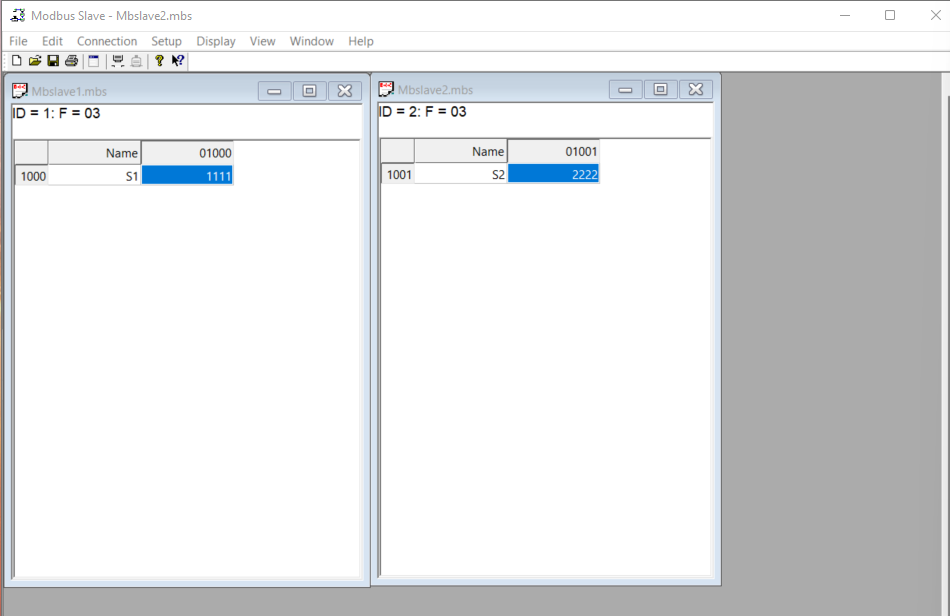 Modbus Slave - Mbslave2.mbs
File Edit Connection Setup Display View Window Help
Mbslave1.mbs
ID = 1: F = 03
Name 01000
1000 S1 1111
Mbslave2.mbs
ID = 2: F = 03
Name 01001
1001 S2 2222